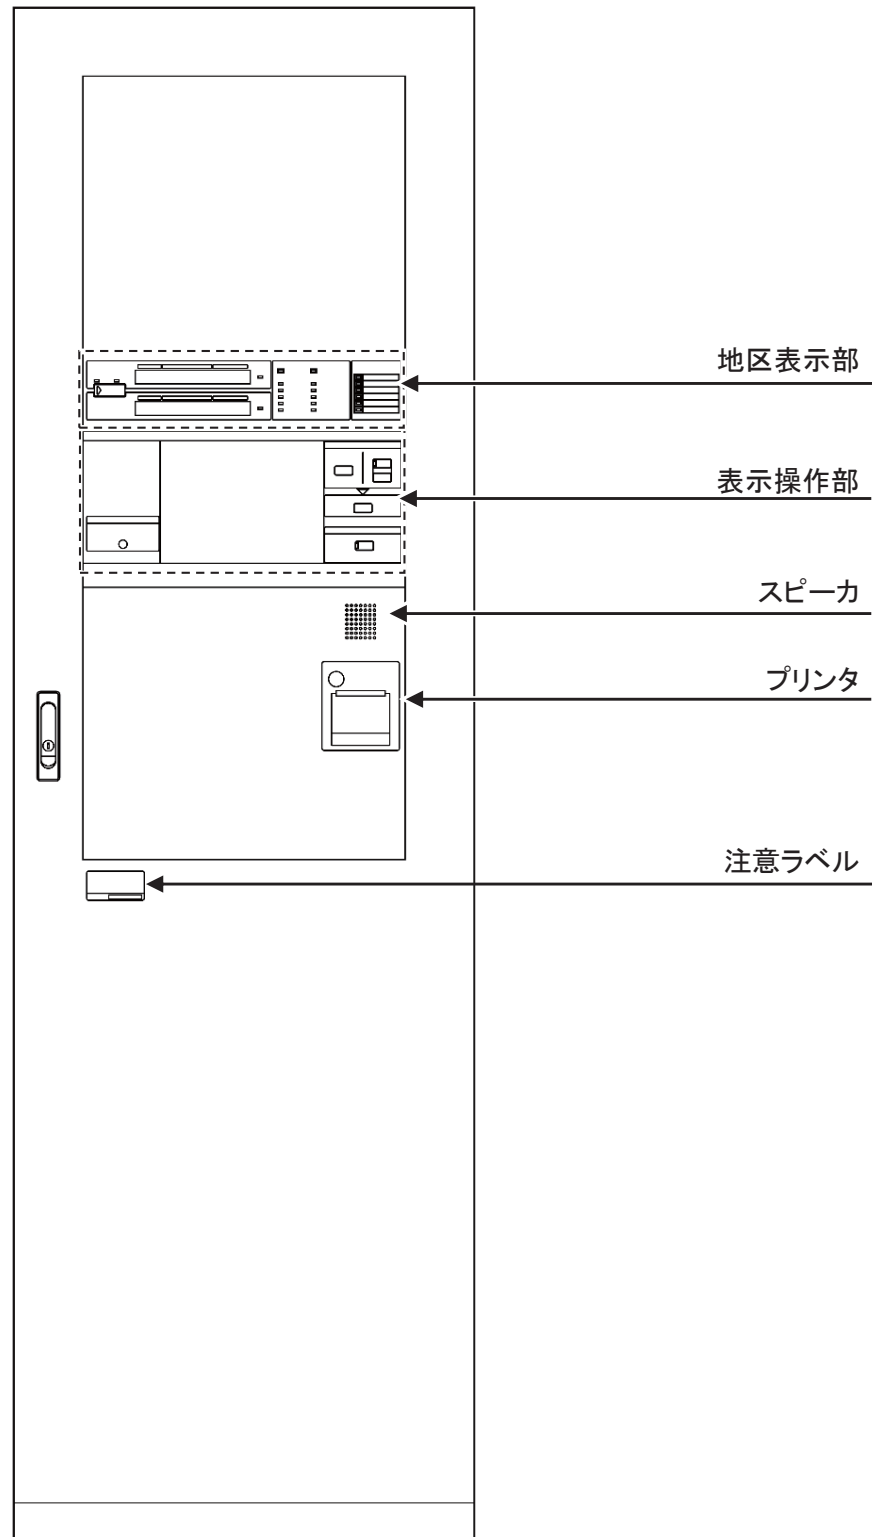 地区表示部
表示操作部
スピーカ
プリンタ
注意ラベル